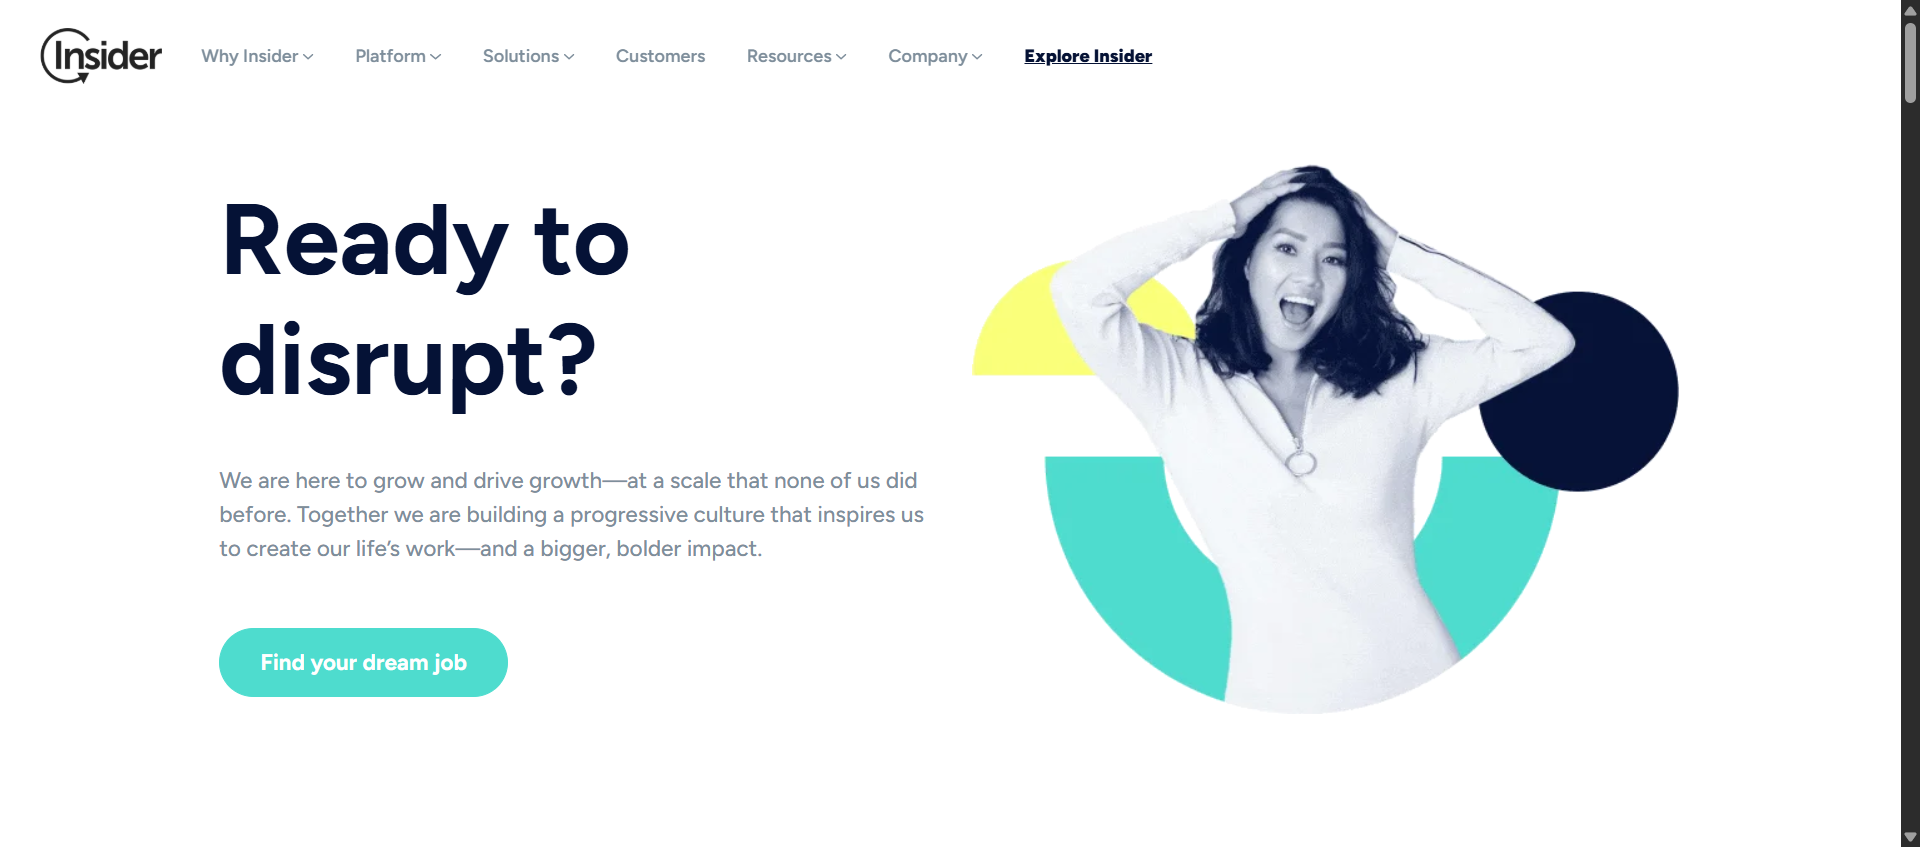 Insider
Why Insider
Platform
Solutions
Customers
Resources
Company
Explore Insider
Ready to
disrupt?
We are here to grow and drive growth—at a scale that none of us did
before. Together we are building a progressive culture that inspires us
to create our life’s work—and a bigger, bolder impact.
Find your dream job